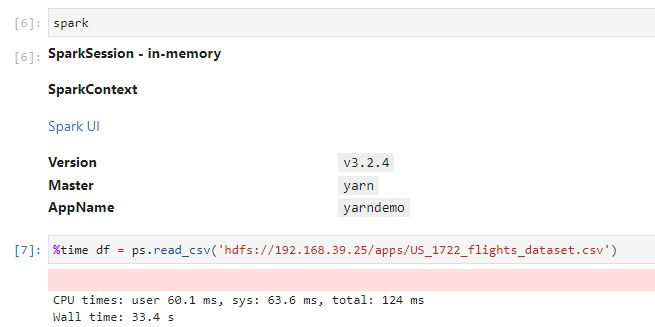 [6]: spark
[6]: SparkSession - in-memory
SparkContext
Spark UI
Version v3.2.4
Master yarn
AppName yarndemo
[7]: %time df = ps.read_csv('hdfs://192.168.39.25/apps/US_1722_flights_dataset.csv')
CPU times: user 60.1 ms, sys: 63.6 ms, total: 124 ms
Wall time: 33.4 s